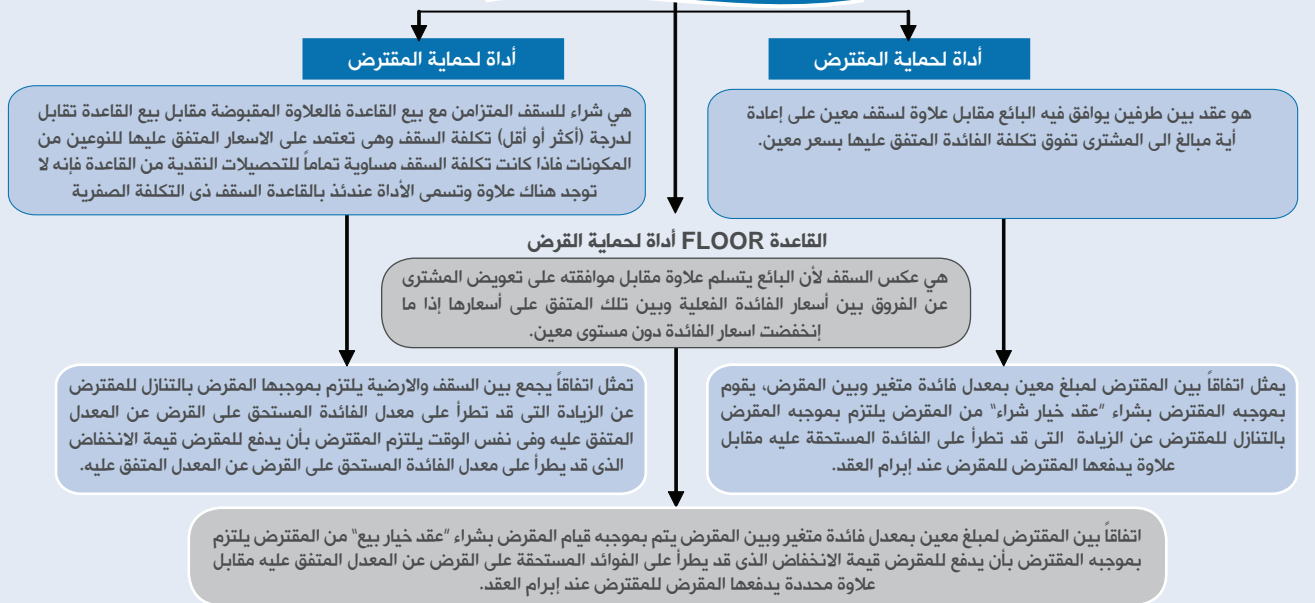 أداة لحماية المقترض
هو عقد بين طرفين يوافق فيه البائع مقابل علاوة لسقف معين على إعادة
أية مبالغ الى المشترى تفوق تكلفة الفائدة المتفق عليها بسعر معين.
أداة لحماية المقترض
هي شراء للسقف المتزامن مع بيع القاعدة فالعلاوة المقبوضة مقابل بيع القاعدة تقابل
لدرجة (أكثر أو أقل) تكلفة السقف وهى تعتمد على الاسعار المتفق عليها للنوعين من
المكونات فاذا كانت تكلفة السقف مساوية تماماً للتحصيلات النقدية من القاعدة فإنه لا
توجد هناك علاوة وتسمى الأداة عندئذ بالقاعدة السقف ذى التكلفة الصفرية
القاعدة FLOOR أداة لحماية القرض
هي عكس السقف لأن البائع يتسلم علاوة مقابل موافقته على تعويض المشترى
عن الفروق بين أسعار الفائدة الفعلية وبين تلك المتفق على أسعارها إذا ما
إنخفضت اسعار الفائدة دون مستوى معين.
يمثل اتفاقاً بين المقترض لمبلغ معين بمعدل فائدة متغير وبين المقرض، يقوم
بموجبه المقترض بشراء "عقد خيار شراء" من المقرض يلتزم بموجبه المقرض
بالتنازل للمقترض عن الزيادة التى قد تطرأ على الفائدة المستحقة عليه مقابل
علاوة يدفعها المقترض للمقرض عند إبرام العقد.
تمثل اتفاقاً يجمع بين السقف والارضية يلتزم بموجبها المقرض بالتنازل للمقترض
عن الزيادة التى قد تطرأ على معدل الفائدة المستحق على القرض عن المعدل
المتفق عليه وفى نفس الوقت يلتزم المقترض بأن يدفع للمقرض قيمة الانخفاض
الذى قد يطرأ على معدل الفائدة المستحق على القرض عن المعدل المتفق عليه.
اتفاقاً بين المقترض لمبلغ معين بمعدل فائدة متغير وبين المقرض يتم بموجبه قيام المقرض بشراء "عقد خيار بيع" من المقترض يلتزم
بموجبه المقترض بأن يدفع للمقرض قيمة الانخفاض الذى قد يطرأ على الفوائد المستحقة على القرض عن المعدل المتفق عليه مقابل
علاوة محددة يدفعها المقرض للمقترض عند إبرام العقد.